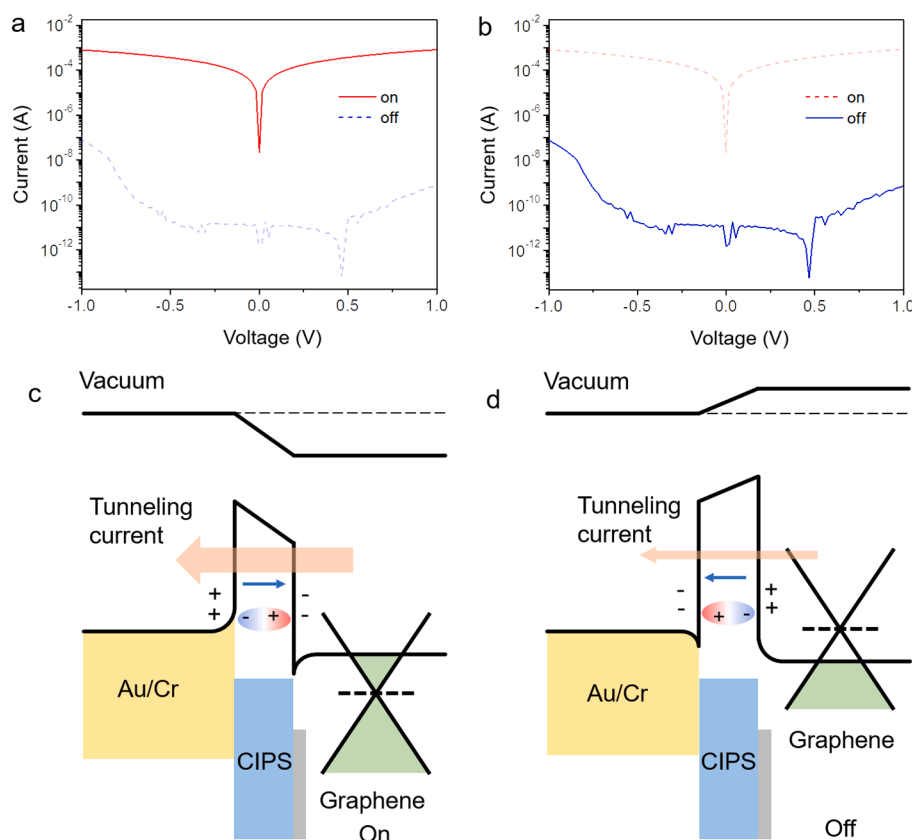 a
10⁻²
10⁻⁴
10⁻⁶
10⁻⁸
10⁻¹⁰
10⁻¹²
Current (A)
on
off
-1.0
-0.5
0.0
0.5
1.0
Voltage (V)
b
10⁻²
10⁻⁴
10⁻⁶
10⁻⁸
10⁻¹⁰
10⁻¹²
Current (A)
on
off
-1.0
-0.5
0.0
0.5
1.0
Voltage (V)
c
Vacuum
Tunneling
current
+
+
- +
-
-
Au/Cr
CIPS
Graphene
On
d
Vacuum
Tunneling
current
-
-
+ -
+
+
Au/Cr
CIPS
Graphene
Off